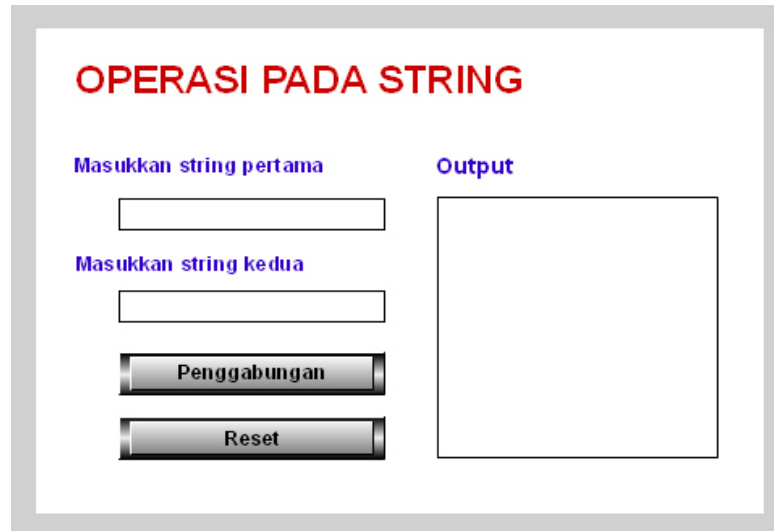 OPERASI PADA STRING
Masukkan string pertama
Output
Masukkan string kedua
Penggabungan
Reset